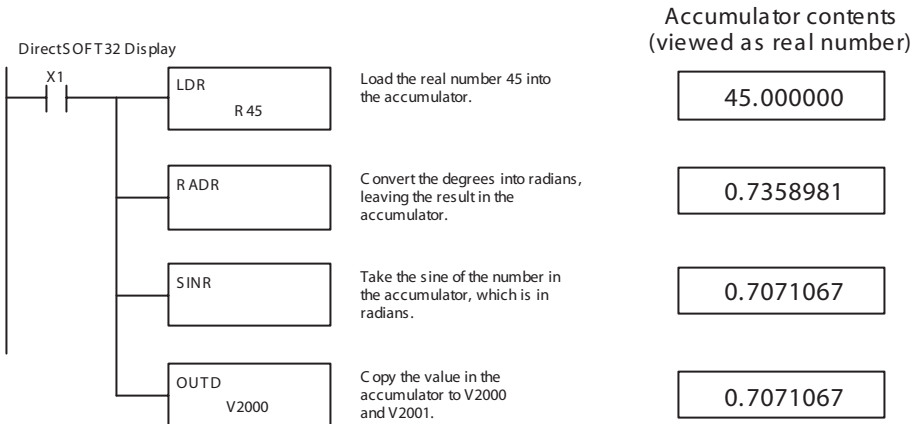 Accumulator contents
(viewed as real number)
DirectSOFT32 Display
X1
LDR
R 45
Load the real number 45 into
the accumulator.
45.000000
RADR
Convert the degrees into radians,
leaving the result in the
accumulator.
0.7358981
SINR
Take the sine of the number in
the accumulator, which is in
radians.
0.7071067
OUTD
V2000
Copy the value in the
accumulator to V2000
and V2001.
0.7071067